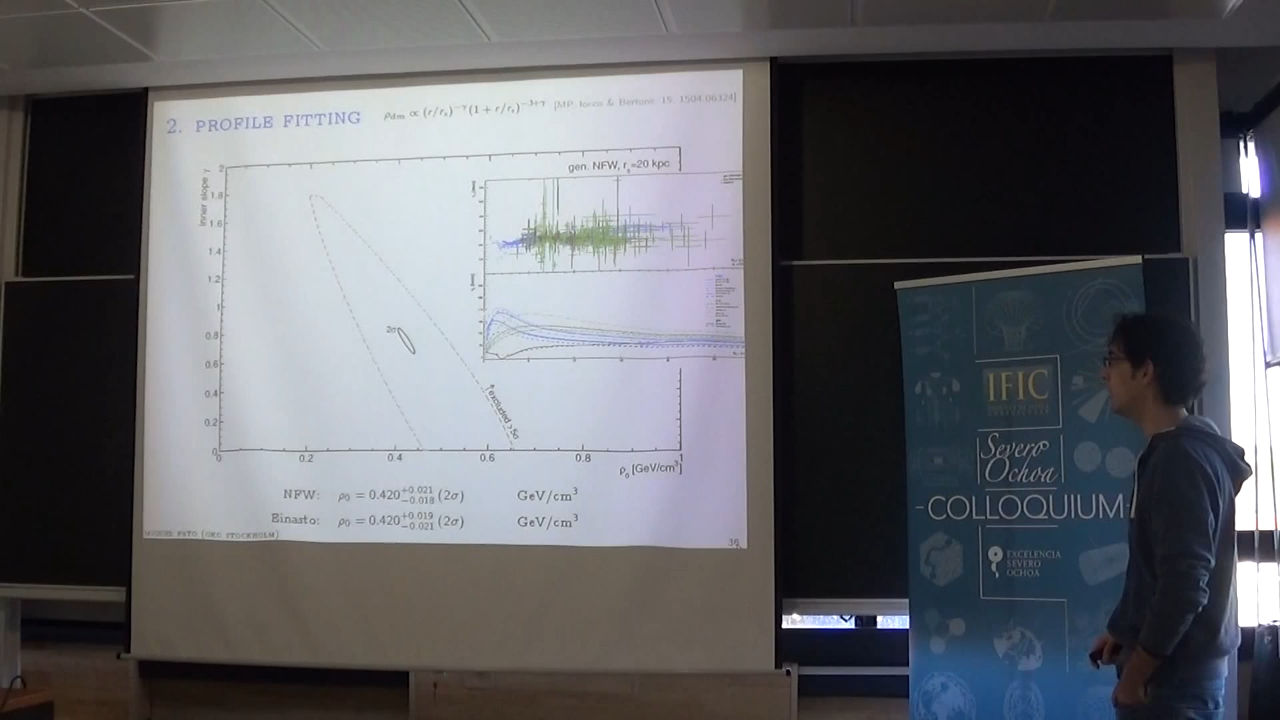 2. PROFILE FITTING
ρdm ∝ (r/rs)^−γ (1 + r/rs)^−3+γ [MP, Iocco & Bertone '15, 1504.06324]
gen. NFW, rs=20 kpc
inner slope γ
2
1.8
1.6
1.4
1.2
1
0.8
0.6
0.4
0.2
0
2σ
↑ excluded >5σ
0 0.2 0.4 0.6 0.8 1
ρ0 [GeV/cm³]
NFW: ρ0 = 0.420 +0.021 −0.018 (2σ) GeV/cm³
Einasto: ρ0 = 0.420 +0.019 −0.021 (2σ) GeV/cm³
MIGUEL PATO (OKC STOCKHOLM)
36
IFIC
Severo
Ochoa
-COLLOQUIUM-
EXCELENCIA
SEVERO
OCHOA